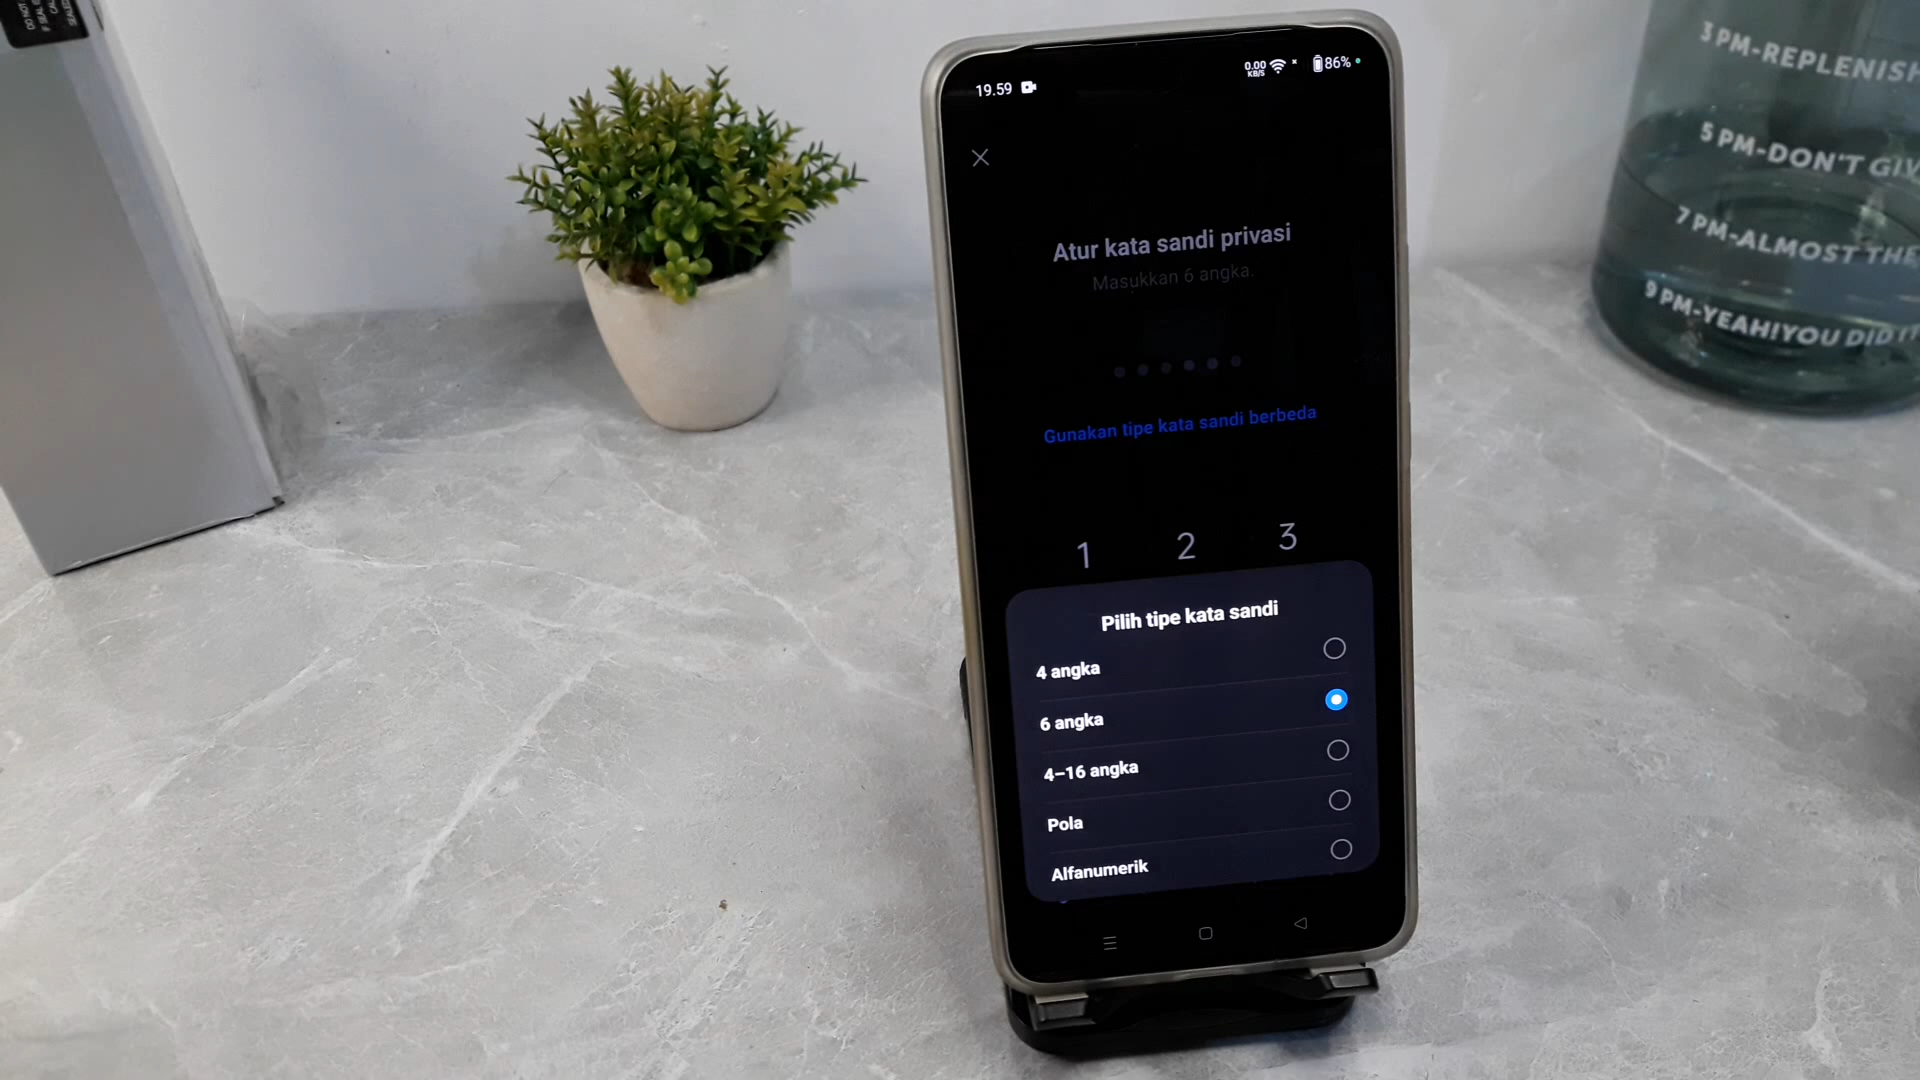 DO NOT
19.59
0.00
KB/S
86%
Atur kata sandi privasi
Masukkan 6 angka.
Gunakan tipe kata sandi berbeda
1 2 3
Pilih tipe kata sandi
4 angka
6 angka
4–16 angka
Pola
Alfanumerik
3 PM-REPLENISH
5 PM-DON'T GIV
7 PM-ALMOST THE
9 PM-YEAH!YOU DID IT